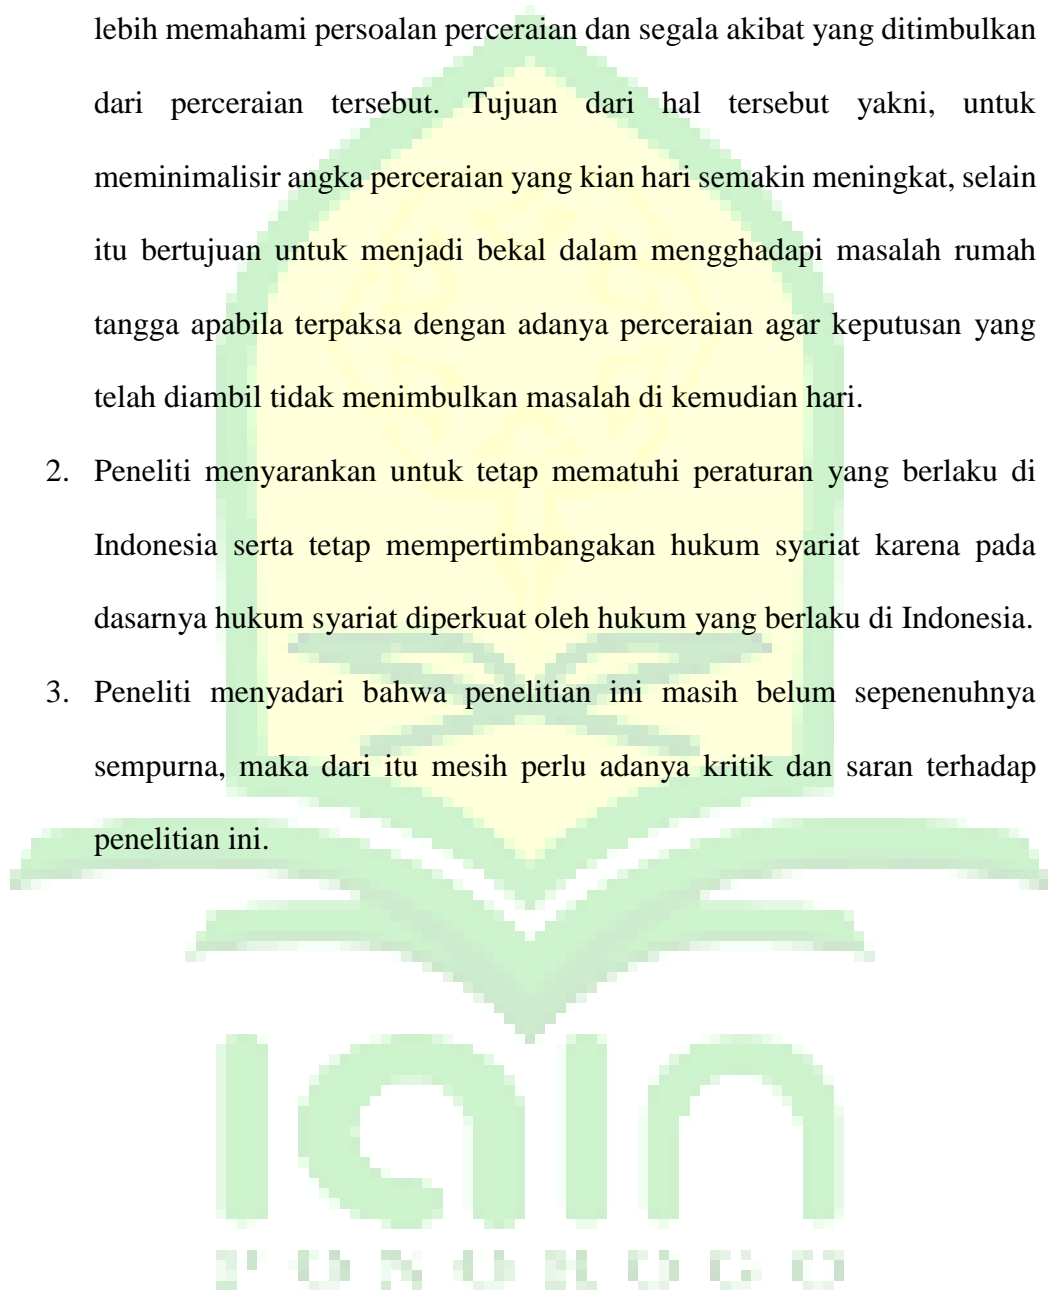 lebih memahami persoalan perceraian dan segala akibat yang ditimbulkan
dari perceraian tersebut. Tujuan dari hal tersebut yakni, untuk
meminimalisir angka perceraian yang kian hari semakin meningkat, selain
itu bertujuan untuk menjadi bekal dalam mengghadapi masalah rumah
tangga apabila terpaksa dengan adanya perceraian agar keputusan yang
telah diambil tidak menimbulkan masalah di kemudian hari.
2. Peneliti menyarankan untuk tetap mematuhi peraturan yang berlaku di
Indonesia serta tetap mempertimbangakan hukum syariat karena pada
dasarnya hukum syariat diperkuat oleh hukum yang berlaku di Indonesia.
3. Peneliti menyadari bahwa penelitian ini masih belum sepenenuhnya
sempurna, maka dari itu mesih perlu adanya kritik dan saran terhadap
penelitian ini.
iain
PONOROGO